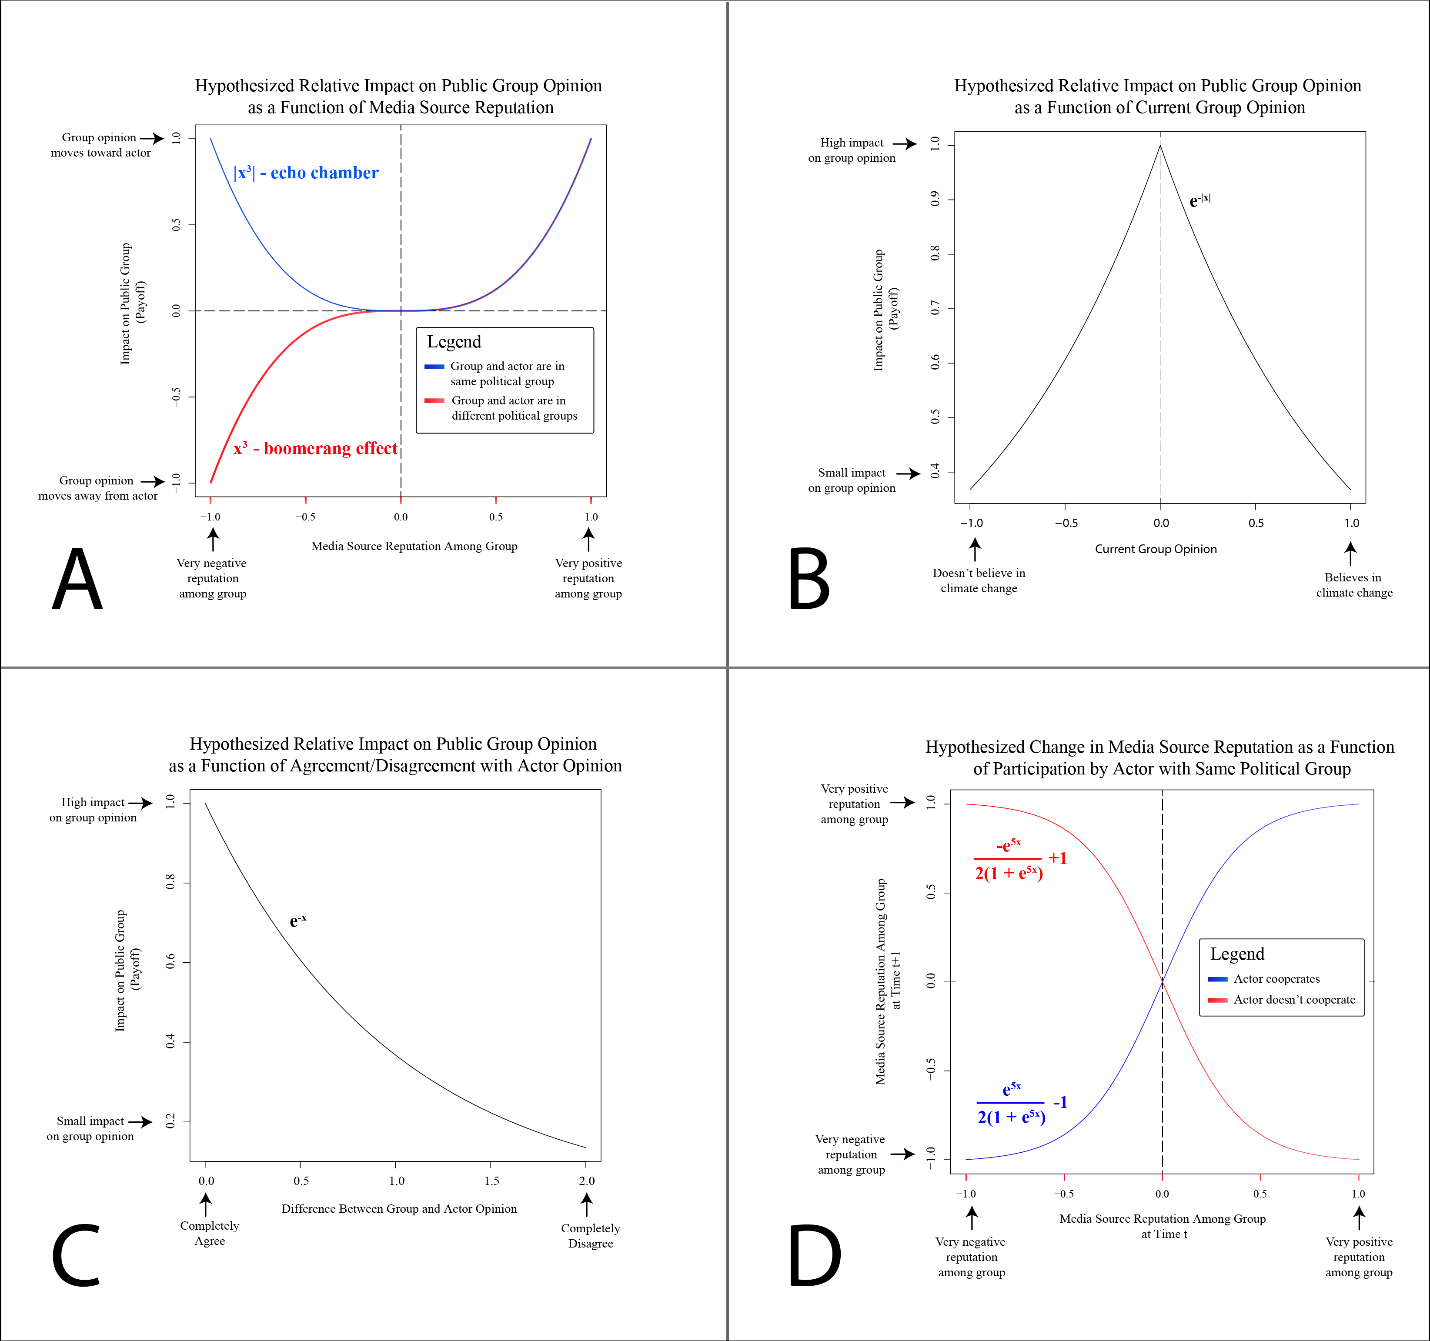 Hypothesized Relative Impact on Public Group Opinion
as a Function of Media Source Reputation
Group opinion
moves toward actor
1.0
0.5
0.0
−0.5
−1.0
Impact on Public Group
(Payoff)
|x³| - echo chamber
Legend
Group and actor are in
same political group
Group and actor are in
different political groups
x³ - boomerang effect
Group opinion
moves away from actor
−1.0
−0.5
0.0
0.5
1.0
Media Source Reputation Among Group
Very negative
reputation
among group
Very positive
reputation
among group
A
Hypothesized Relative Impact on Public Group Opinion
as a Function of Current Group Opinion
High impact
on group opinion
1.0
0.9
0.8
0.7
0.6
0.5
0.4
Impact on Public Group
(Payoff)
e^-|x|
Small impact
on group opinion
−1.0
−0.5
0.0
0.5
1.0
Current Group Opinion
Doesn't believe in
climate change
Believes in
climate change
B
Hypothesized Relative Impact on Public Group Opinion
as a Function of Agreement/Disagreement with Actor Opinion
High impact
on group opinion
1.0
0.8
0.6
0.4
0.2
Impact on Public Group
(Payoff)
e^-x
Small impact
on group opinion
0.0
0.5
1.0
1.5
2.0
Difference Between Group and Actor Opinion
Completely
Agree
Completely
Disagree
C
Hypothesized Change in Media Source Reputation as a Function
of Participation by Actor with Same Political Group
Very positive
reputation
among group
1.0
0.5
0.0
−0.5
−1.0
Media Source Reputation Among Group
at Time t+1
-e^5x
2(1 + e^5x)
+1
Legend
Actor cooperates
Actor doesn't cooperate
e^5x
2(1 + e^5x)
-1
Very negative
reputation
among group
−1.0
−0.5
0.0
0.5
1.0
Media Source Reputation Among Group
at Time t
Very negative
reputation
among group
Very positive
reputation
among group
D